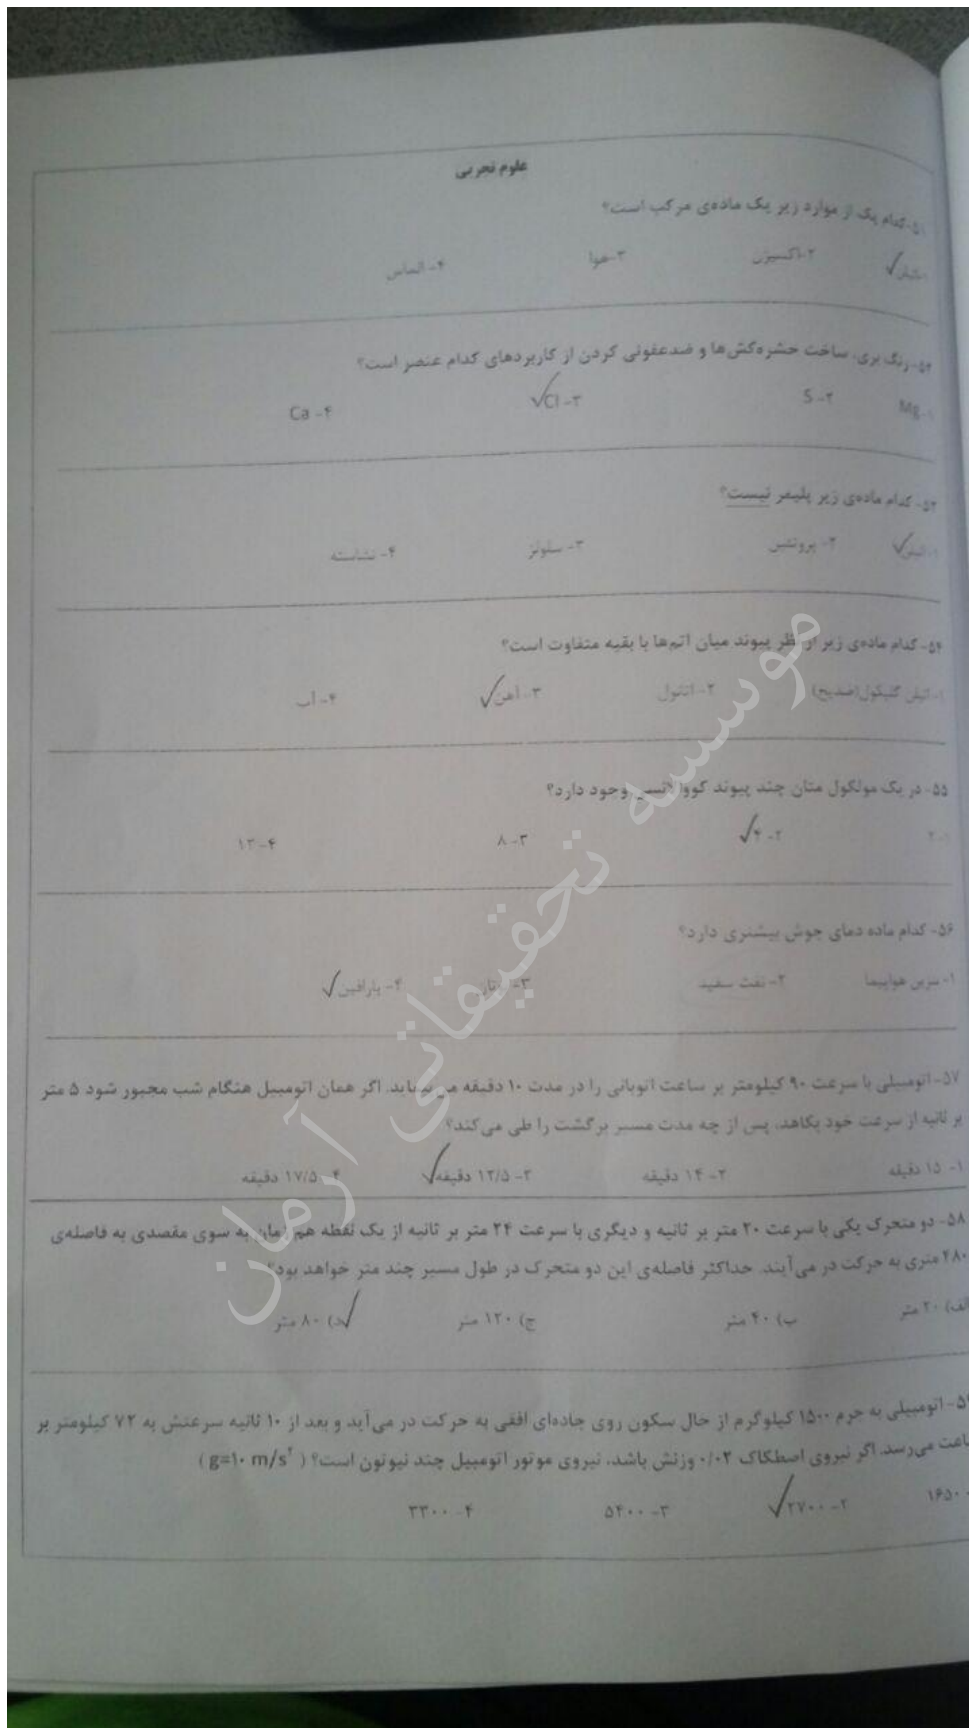 علوم تجربی
۵۱- کدام یک از موارد زیر یک ماده‌ی مرکب است؟
۱- اتیلن ۲- اکسیژن ۳- هوا ۴- الماس
۵۲- رنگ بری، ساخت حشره‌کش‌ها و ضدعفونی کردن از کاربردهای کدام عنصر است؟
۱- Mg ۲- S ۳- Cl ۴- Ca
۵۳- کدام ماده‌ی زیر پلیمر نیست؟
۱- اتیلن ۲- پروتئین ۳- سلولز ۴- نشاسته
۵۴- کدام ماده‌ی زیر از نظر پیوند میان اتم‌ها با بقیه متفاوت است؟
۱- اتیلن گلیکول(ضدیخ) ۲- اتانول ۳- آهن ۴- آب
۵۵- در یک مولکول متان چند پیوند کووالانسی وجود دارد؟
۱- ۲ ۲- ۴ ۳- ۸ ۴- ۱۳
۵۶- کدام ماده دمای جوش بیشتری دارد؟
۱- بنزین هواپیما ۲- نفت سفید ۳- ۴- پارافین
۵۷- اتومبیلی با سرعت ۹۰ کیلومتر بر ساعت اتوبانی را در مدت ۱۰ دقیقه می‌پیماید. اگر همان اتومبیل هنگام شب مجبور شود ۵ متر
بر ثانیه از سرعت خود بکاهد، پس از چه مدت مسیر برگشت را طی می‌کند؟
۱- ۱۵ دقیقه ۲- ۱۴ دقیقه ۳- ۱۲/۵ دقیقه ۴- ۱۷/۵ دقیقه
۵۸- دو متحرک یکی با سرعت ۲۰ متر بر ثانیه و دیگری با سرعت ۲۴ متر بر ثانیه از یک نقطه هم زمان به سوی مقصدی به فاصله‌ی
۴۸۰ متری به حرکت در می‌آیند. حداکثر فاصله‌ی این دو متحرک در طول مسیر چند متر خواهد بود؟
الف) ۲۰ متر ب) ۴۰ متر ج) ۱۲۰ متر د) ۸۰ متر
۵۹- اتومبیلی به جرم ۱۵۰۰ کیلوگرم از حال سکون روی جاده‌ای افقی به حرکت در می‌آید و بعد از ۱۰ ثانیه سرعتش به ۷۲ کیلومتر بر
ساعت می‌رسد. اگر نیروی اصطکاک ۰/۰۲ وزنش باشد، نیروی موتور اتومبیل چند نیوتون است؟ (g=۱۰ m/s²)
۱۶۵۰ ۲- ۲۷۰۰ ۳- ۵۴۰۰ ۴- ۳۳۰۰
موسسه تحقیقاتی آرمان